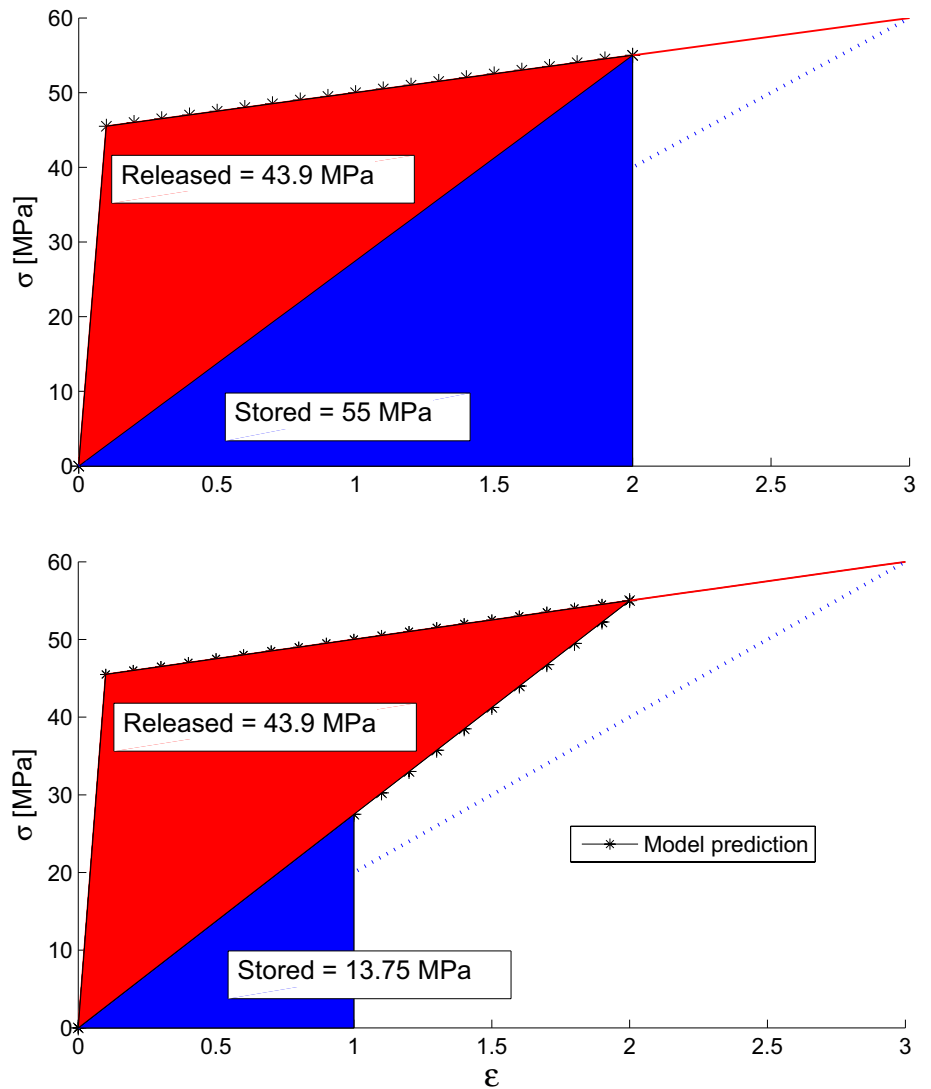 60
50
40
30
20
10
0
σ [MPa]
Released = 43.9 MPa
Stored = 55 MPa
0 0.5 1 1.5 2 2.5 3
60
50
40
30
20
10
0
σ [MPa]
Released = 43.9 MPa
Model prediction
Stored = 13.75 MPa
0 0.5 1 1.5 2 2.5 3
ε